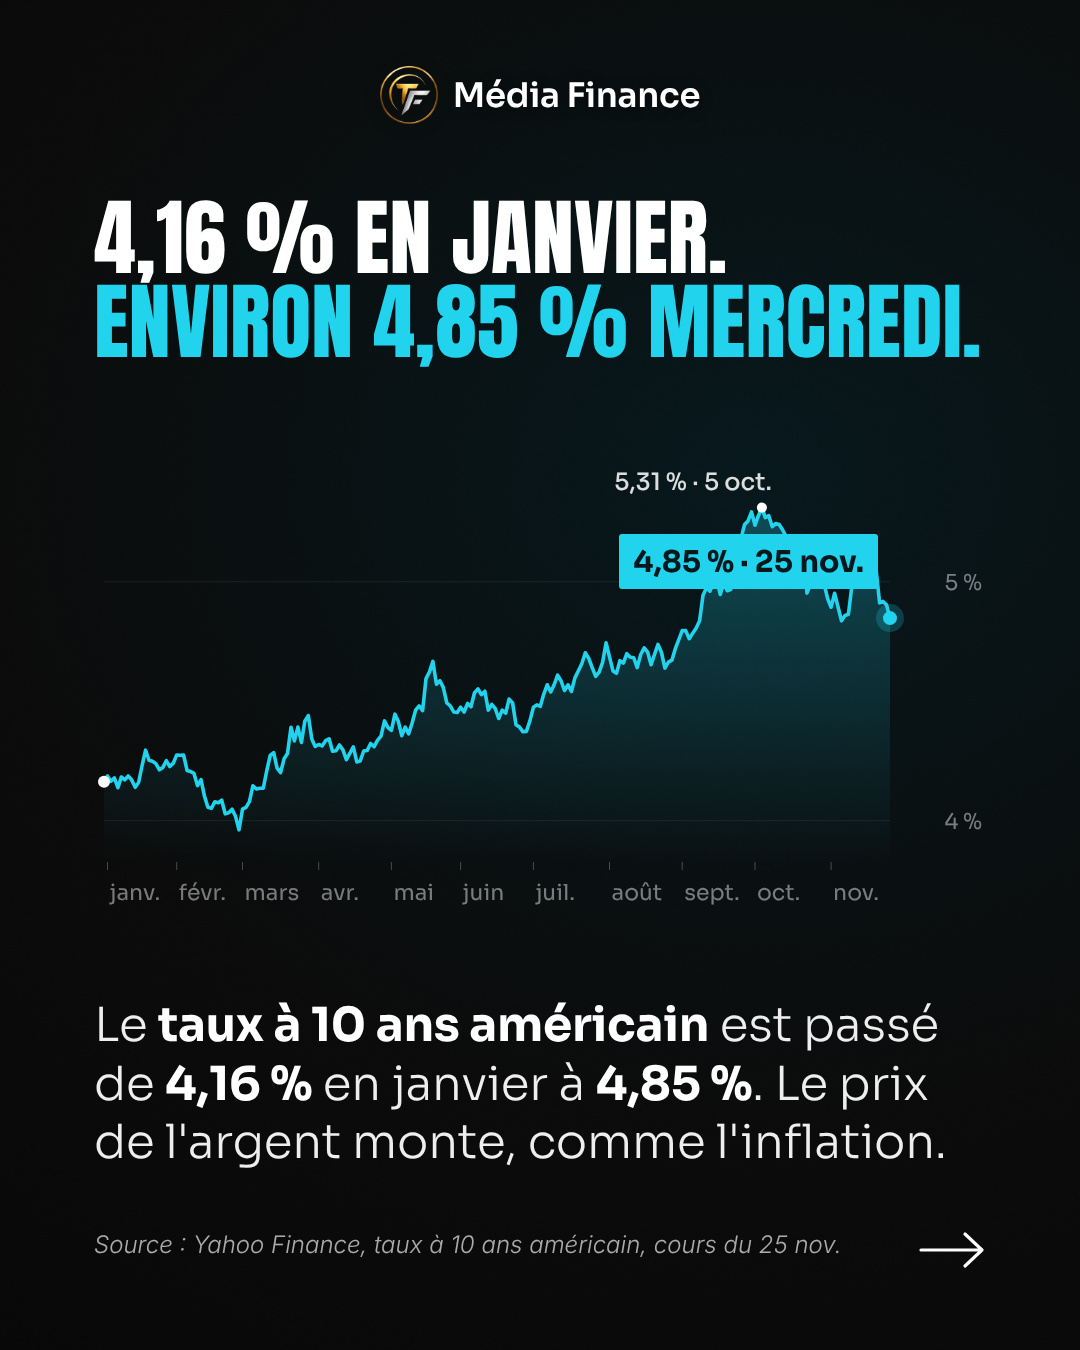 TF Média Finance
4,16 % EN JANVIER.
ENVIRON 4,85 % MERCREDI.
5,31 % · 5 oct.
4,85 % · 25 nov.
5 %
4 %
janv. févr. mars avr. mai juin juil. août sept. oct. nov.
Le taux à 10 ans américain est passé
de 4,16 % en janvier à 4,85 %. Le prix
de l'argent monte, comme l'inflation.
Source : Yahoo Finance, taux à 10 ans américain, cours du 25 nov.